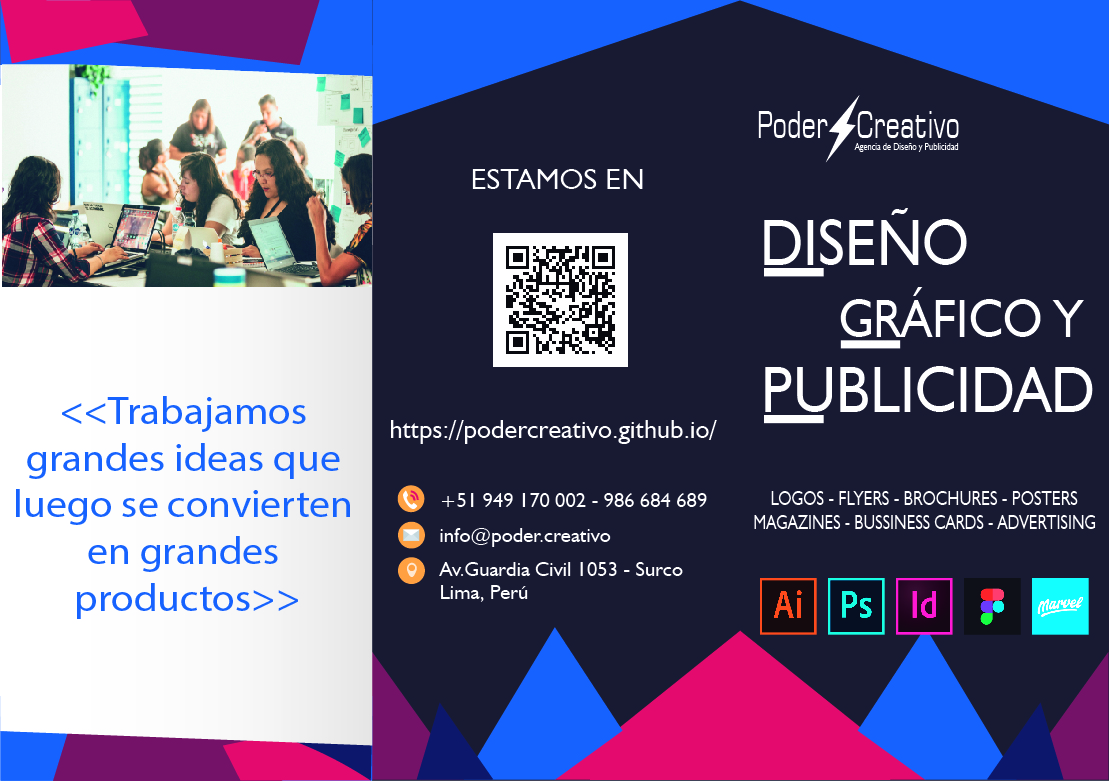 <<Trabajamos
grandes ideas que
luego se convierten
en grandes
productos>>
ESTAMOS EN
https://podercreativo.github.io/
+51 949 170 002 - 986 684 689
info@poder.creativo
Av.Guardia Civil 1053 - Surco
Lima, Perú
Poder Creativo
Agencia de Diseño y Publicidad
DISEÑO
GRÁFICO Y
PUBLICIDAD
LOGOS - FLYERS - BROCHURES - POSTERS
MAGAZINES - BUSSINESS CARDS - ADVERTISING
Ai Ps Id Marvel